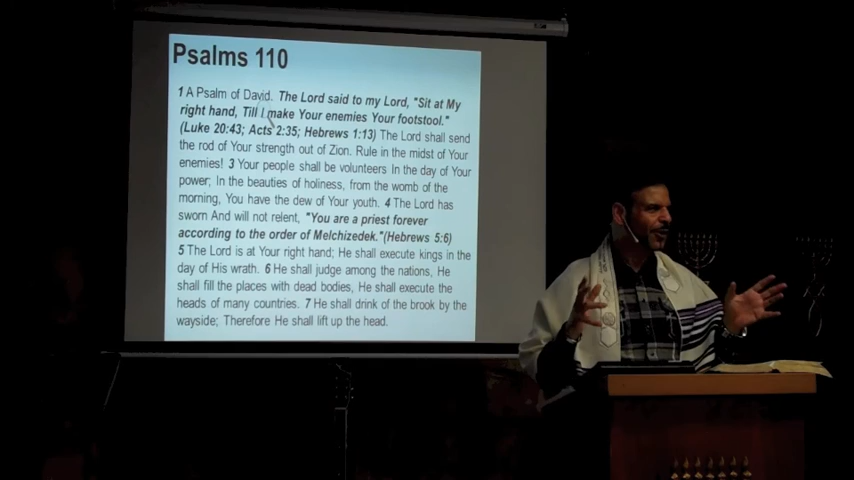 Psalms 110
1 A Psalm of David. The Lord said to my Lord, "Sit at My
right hand, Till I make Your enemies Your footstool."
(Luke 20:43; Acts 2:35; Hebrews 1:13) The Lord shall send
the rod of Your strength out of Zion. Rule in the midst of Your
enemies! 3 Your people shall be volunteers In the day of Your
power; In the beauties of holiness, from the womb of the
morning, You have the dew of Your youth. 4 The Lord has
sworn And will not relent, "You are a priest forever
according to the order of Melchizedek."(Hebrews 5:6)
5 The Lord is at Your right hand; He shall execute kings in the
day of His wrath. 6 He shall judge among the nations, He
shall fill the places with dead bodies, He shall execute the
heads of many countries. 7 He shall drink of the brook by the
wayside; Therefore He shall lift up the head.